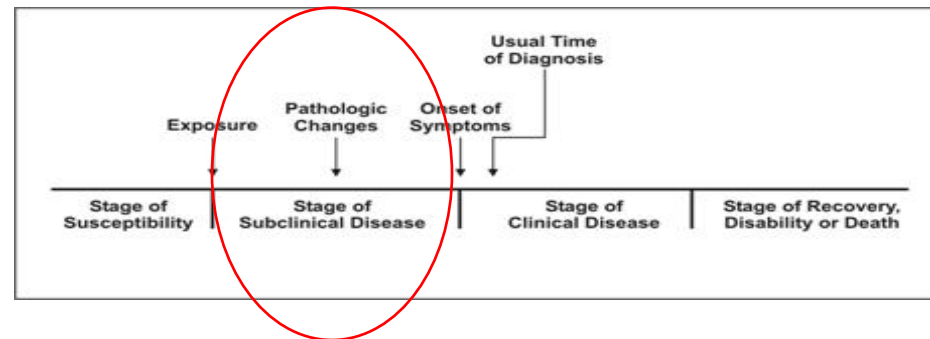 Usual Time
of Diagnosis
Exposure
Pathologic
Changes
Onset of
Symptoms
Stage of
Susceptibility
Stage of
Subclinical Disease
Stage of
Clinical Disease
Stage of Recovery,
Disability or Death